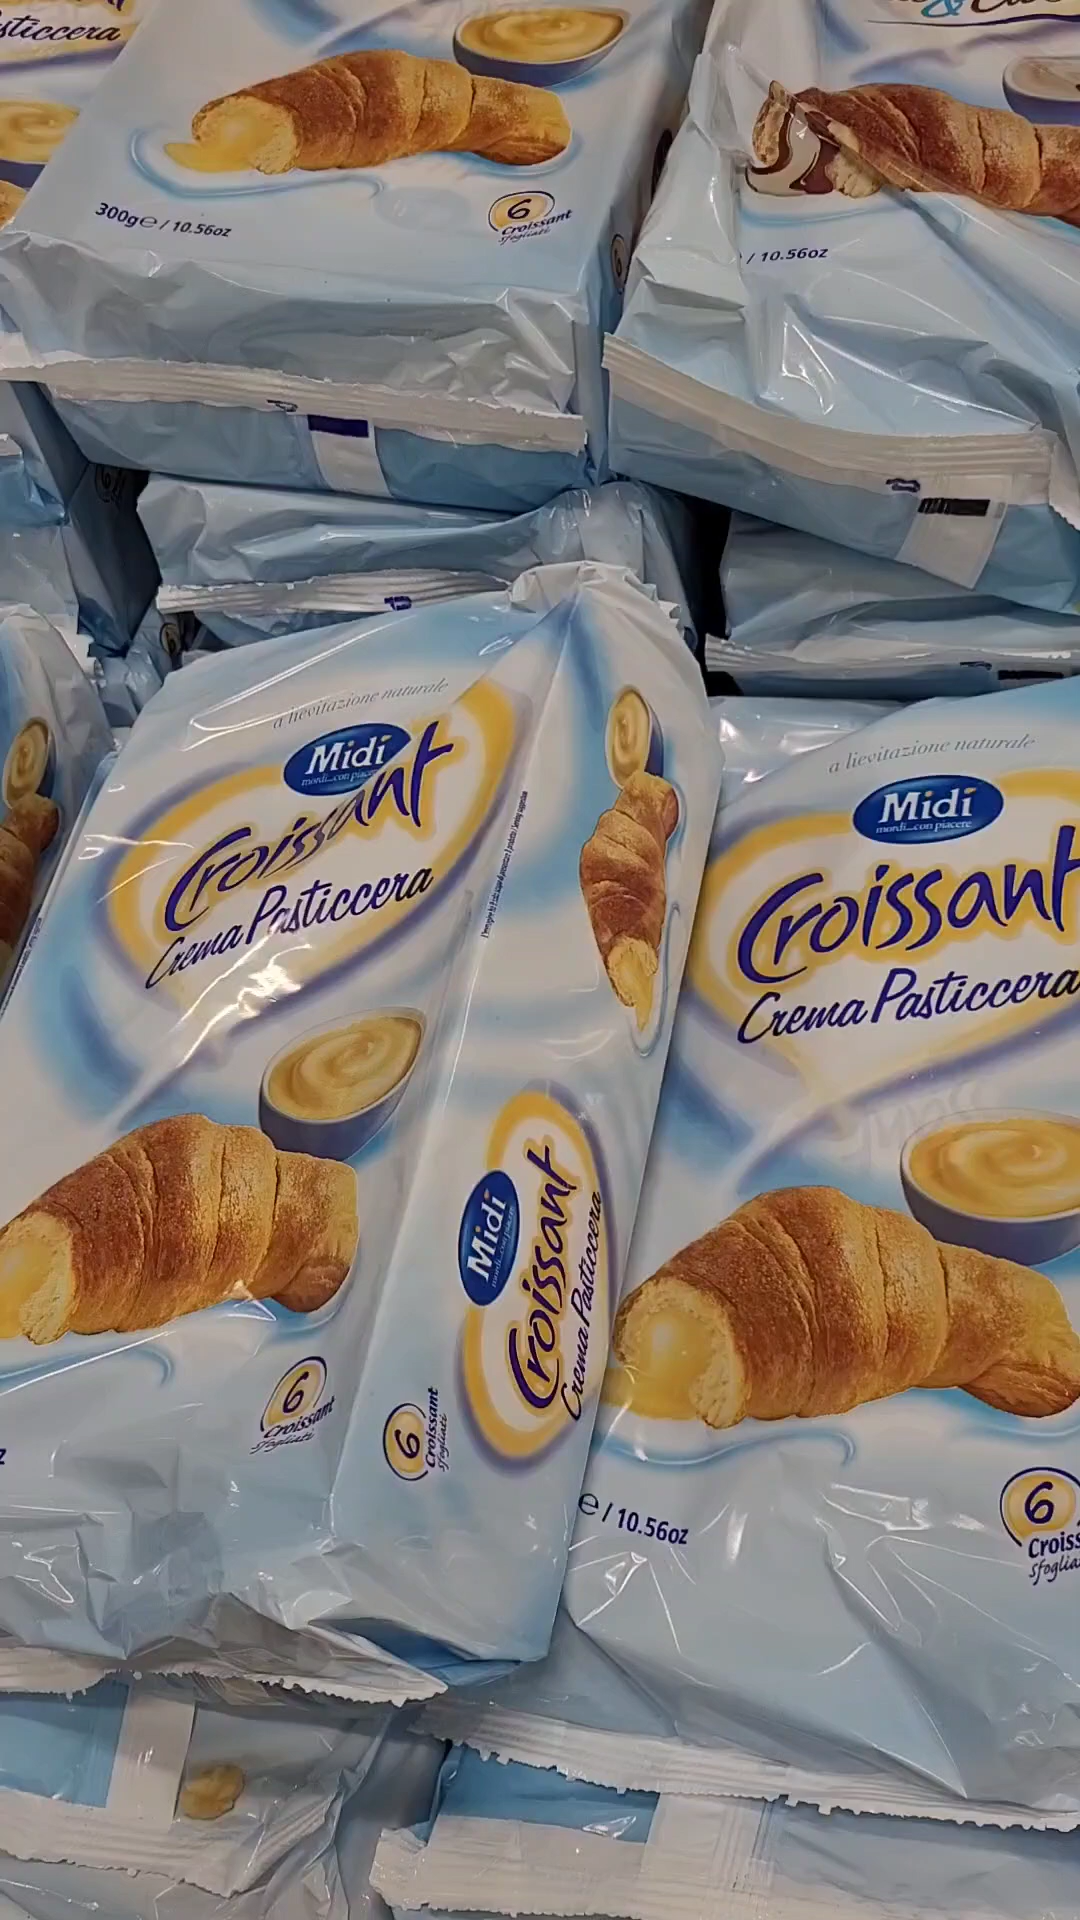 sticcera
300g℮ / 10.56oz
6
Croissant
sfogliati
&
/ 10.56oz
a lievitazione naturale
Midi
mordi...con piacere
Croissant
Crema Pasticcera
6
Croissant
sfogliati
Midi
Croissant
Crema Pasticcera
6
Croissant
sfogliati
a lievitazione naturale
Midi
mordi...con piacere
Croissant
Crema Pasticcera
℮ / 10.56oz
6
Croiss
sfoglia